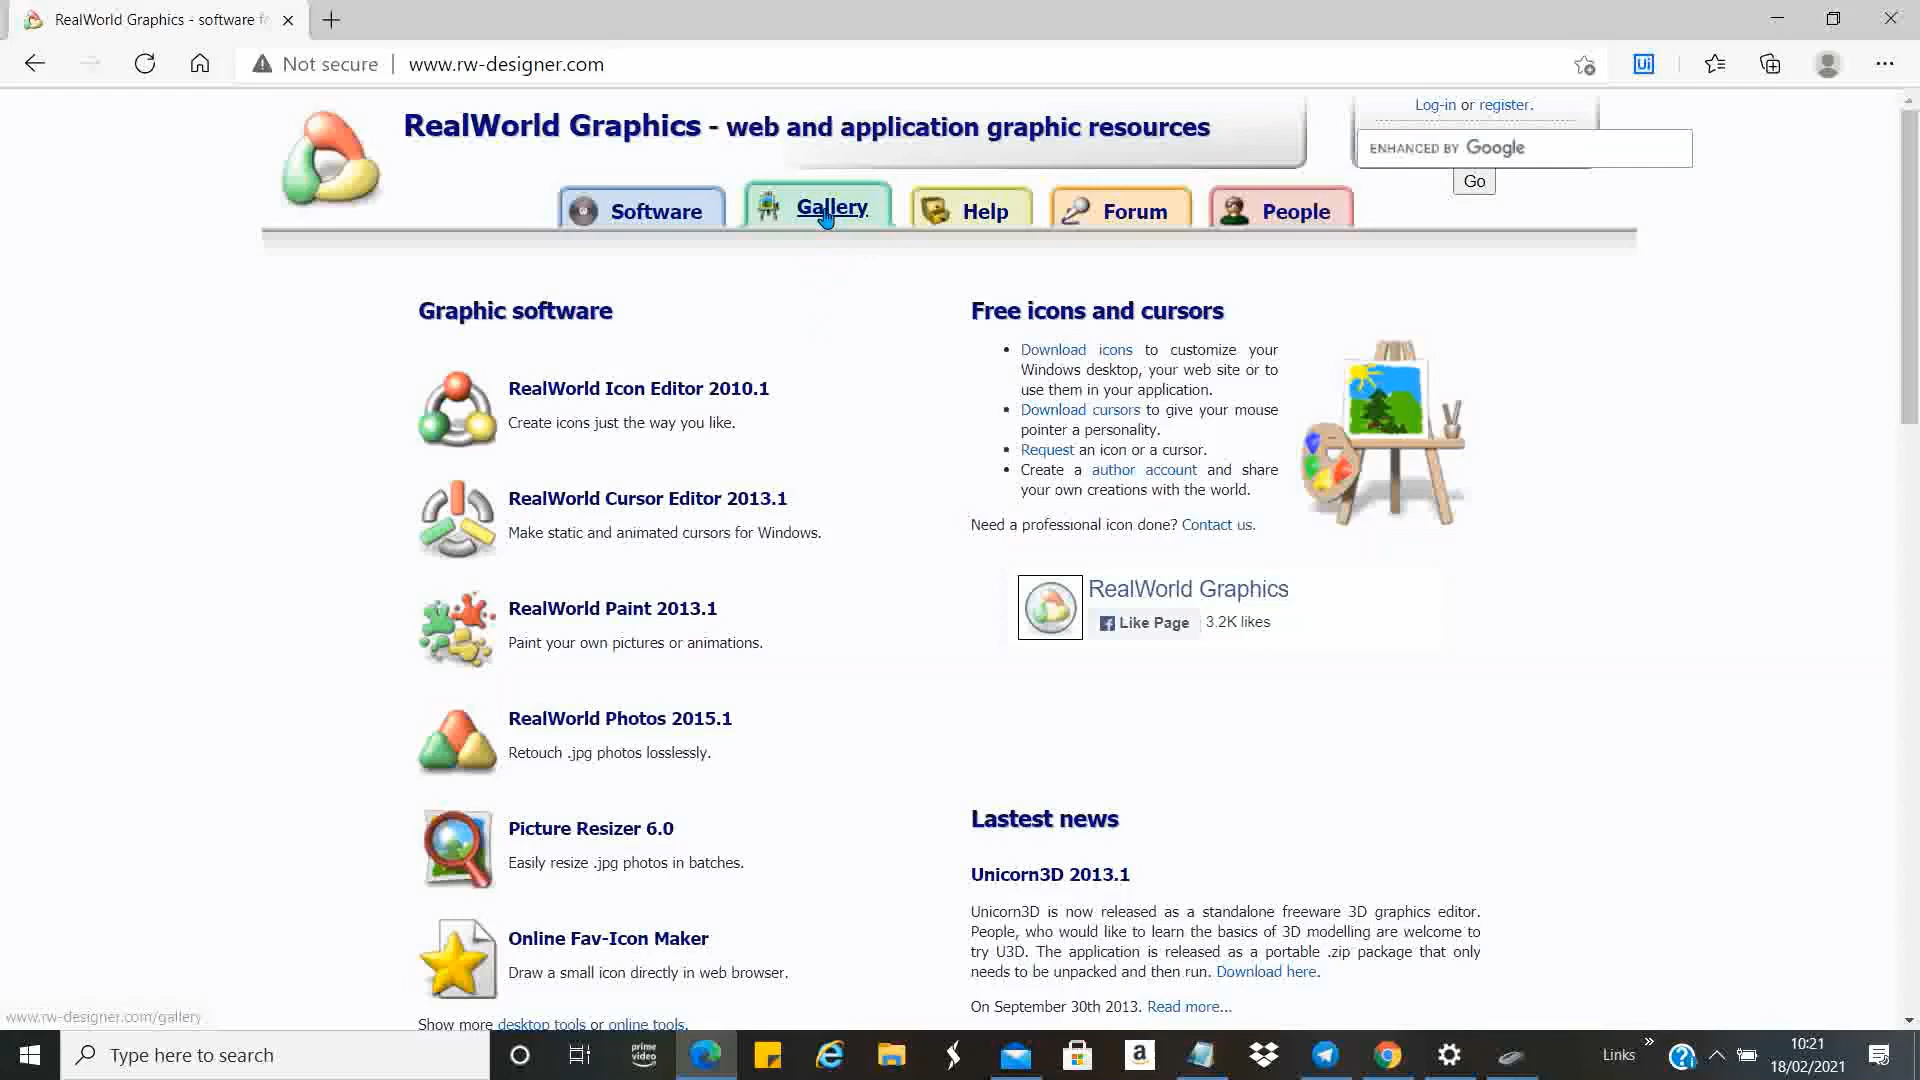 RealWorld Graphics - software f
Not secure
www.rw-designer.com
Ui
RealWorld Graphics - web and application graphic resources
Log-in or register.
ENHANCED BY Google
Go
Software
Gallery
Help
Forum
People
Graphic software
RealWorld Icon Editor 2010.1
Create icons just the way you like.
RealWorld Cursor Editor 2013.1
Make static and animated cursors for Windows.
RealWorld Paint 2013.1
Paint your own pictures or animations.
RealWorld Photos 2015.1
Retouch .jpg photos losslessly.
Picture Resizer 6.0
Easily resize .jpg photos in batches.
Online Fav-Icon Maker
Draw a small icon directly in web browser.
Show more desktop tools or online tools.
Free icons and cursors
Download icons to customize your
Windows desktop, your web site or to
use them in your application.
Download cursors to give your mouse
pointer a personality.
Request an icon or a cursor.
Create a author account and share
your own creations with the world.
Need a professional icon done? Contact us.
RealWorld Graphics
Like Page
3.2K likes
Lastest news
Unicorn3D 2013.1
Unicorn3D is now released as a standalone freeware 3D graphics editor.
People, who would like to learn the basics of 3D modelling are welcome to
try U3D. The application is released as a portable .zip package that only
needs to be unpacked and then run. Download here.
On September 30th 2013. Read more...
www.rw-designer.com/gallery
Type here to search
prime
video
a
Links
10:21
18/02/2021